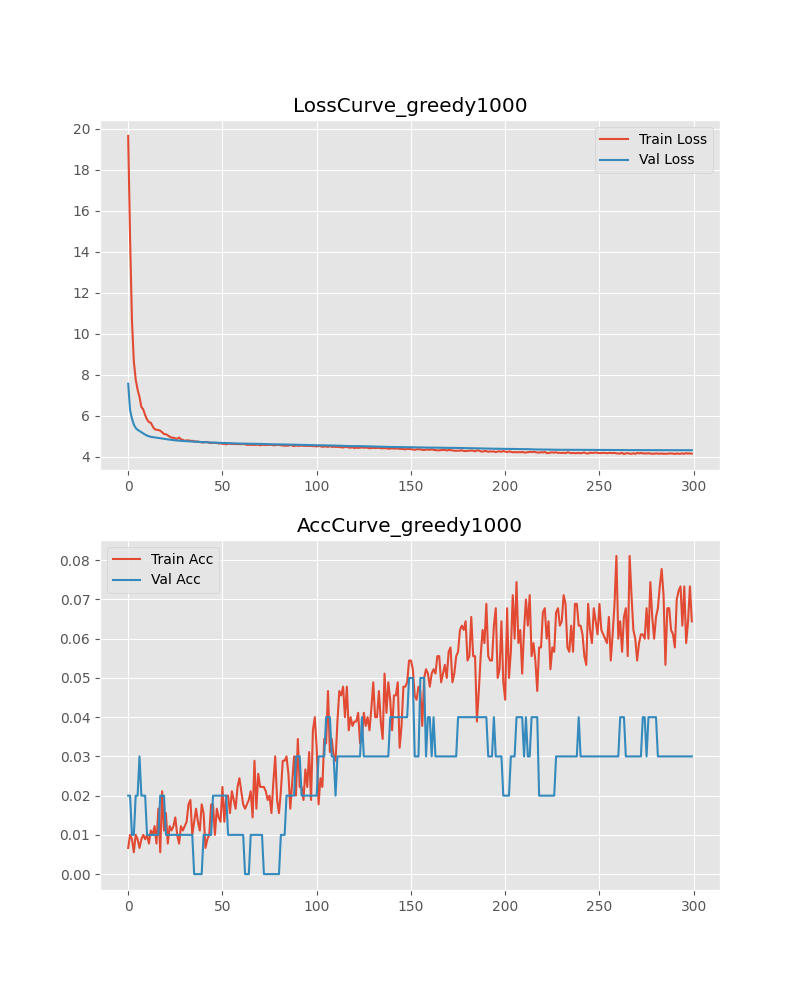 LossCurve_greedy1000
20
18
16
14
12
10
8
6
4
Train Loss
Val Loss
0 50 100 150 200 250 300
AccCurve_greedy1000
0.08
0.07
0.06
0.05
0.04
0.03
0.02
0.01
0.00
Train Acc
Val Acc
0 50 100 150 200 250 300